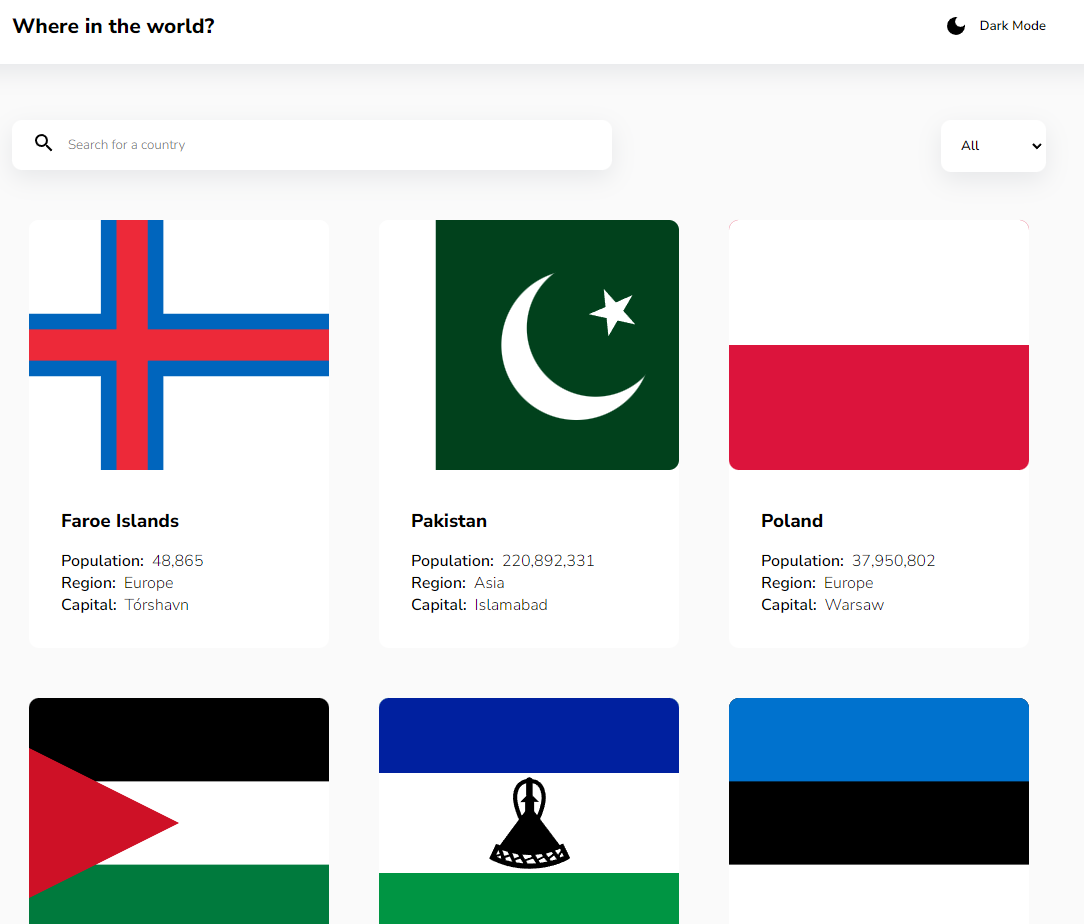 Where in the world?
Dark Mode
Search for a country
All
Faroe Islands
Population: 48,865
Region: Europe
Capital: Tórshavn
Pakistan
Population: 220,892,331
Region: Asia
Capital: Islamabad
Poland
Population: 37,950,802
Region: Europe
Capital: Warsaw